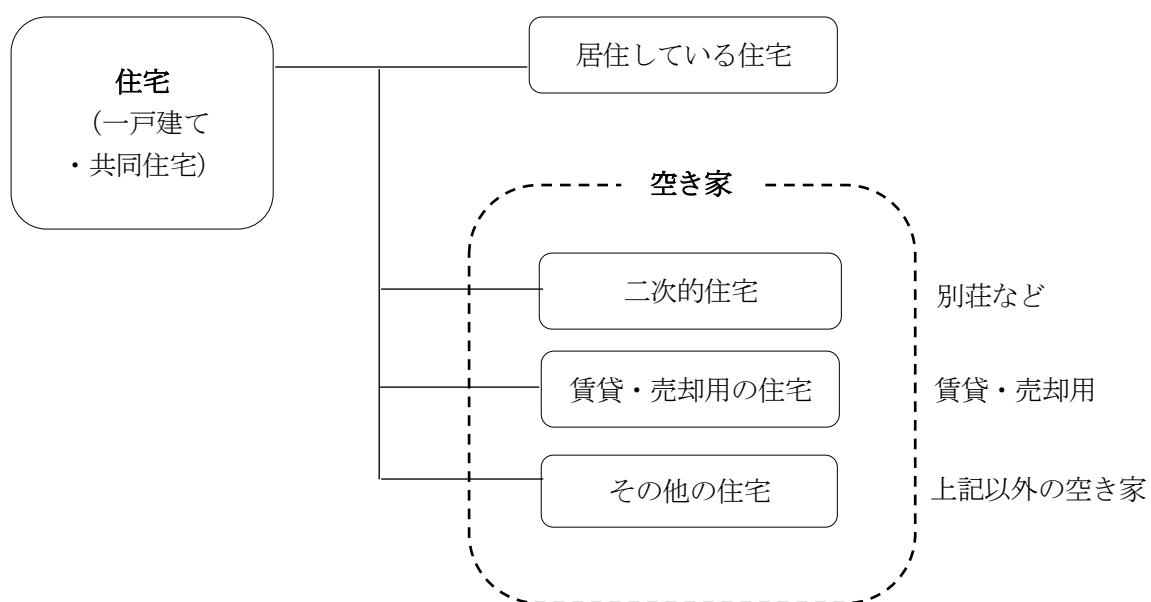 住宅
（一戸建て
・共同住宅）
居住している住宅
空き家
二次的住宅
別荘など
賃貸・売却用の住宅
賃貸・売却用
その他の住宅
上記以外の空き家